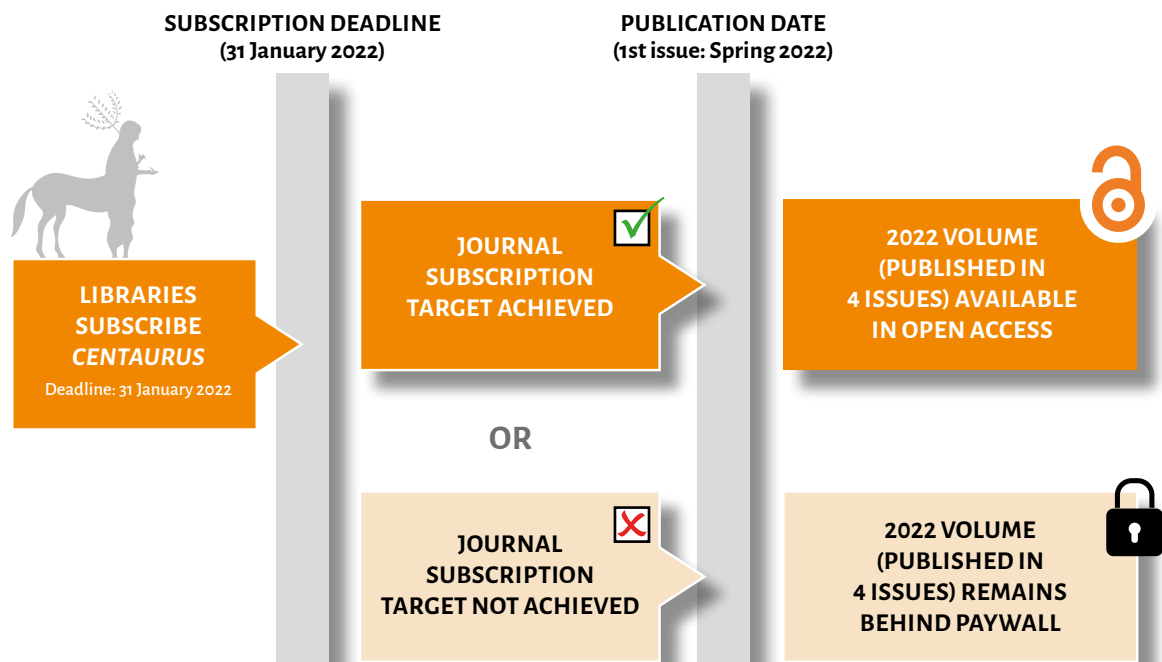 SUBSCRIPTION DEADLINE
(31 January 2022)
PUBLICATION DATE
(1st issue: Spring 2022)
LIBRARIES
SUBSCRIBE
CENTAURUS
Deadline: 31 January 2022
JOURNAL
SUBSCRIPTION
TARGET ACHIEVED
2022 VOLUME
(PUBLISHED IN
4 ISSUES) AVAILABLE
IN OPEN ACCESS
OR
JOURNAL
SUBSCRIPTION
TARGET NOT ACHIEVED
2022 VOLUME
(PUBLISHED IN
4 ISSUES) REMAINS
BEHIND PAYWALL